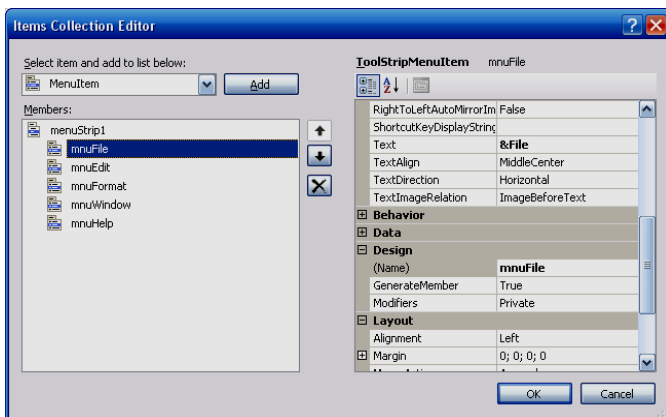 Items Collection Editor
Select item and add to list below:
MenuItem
Add
Members:
menuStrip1
mnuFile
mnuEdit
mnuFormat
mnuWindow
mnuHelp
ToolStripMenuItem mnuFile
RightToLeftAutoMirrorIm False
ShortcutKeyDisplayString
Text &File
TextAlign MiddleCenter
TextDirection Horizontal
TextImageRelation ImageBeforeText
Behavior
Data
Design
(Name) mnuFile
GenerateMember True
Modifiers Private
Layout
Alignment Left
Margin 0; 0; 0; 0
OK Cancel